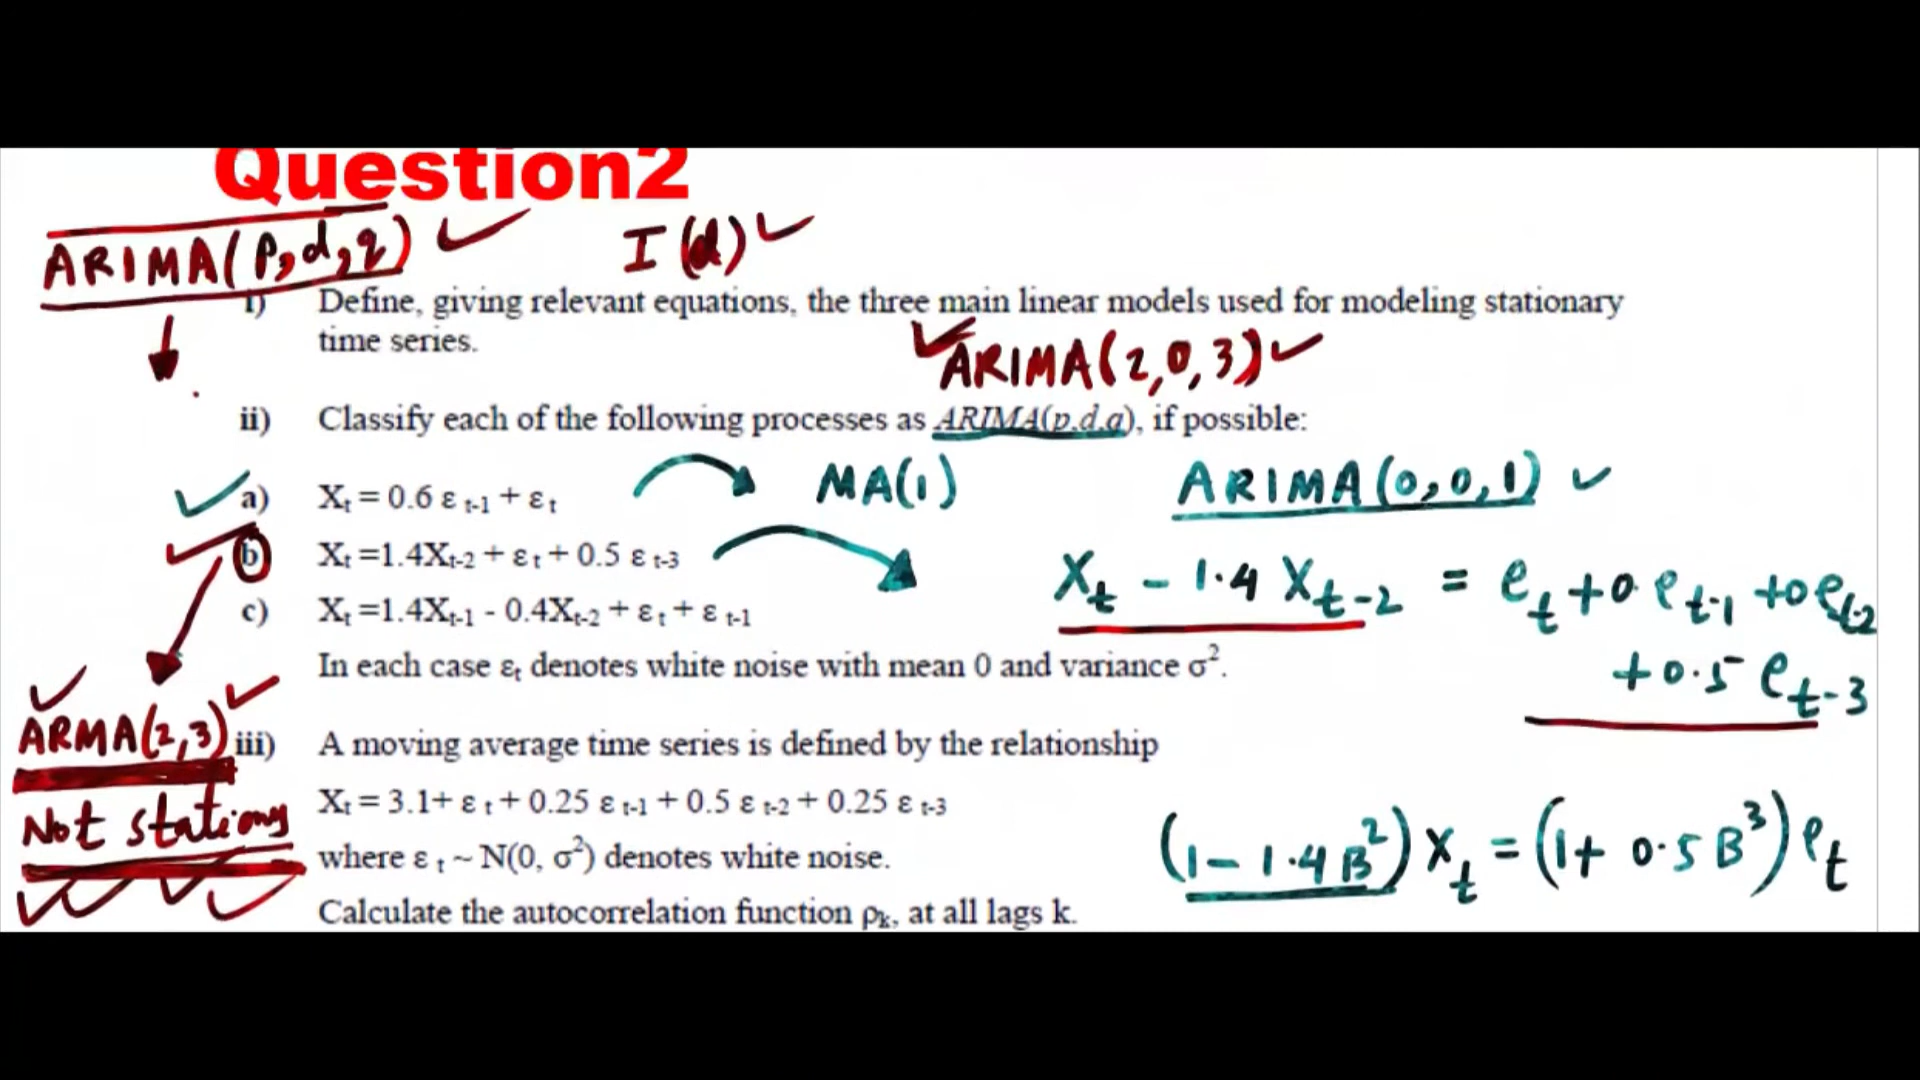 Question2
ARIMA(p,d,q) I(d)
i) Define, giving relevant equations, the three main linear models used for modeling stationary
time series.
ARIMA(2,0,3)
ii) Classify each of the following processes as ARIMA(p,d,q), if possible:
a) Xt = 0.6 ε t-1 + ε t MA(1) ARIMA(0,0,1)
b) Xt =1.4Xt-2 + ε t + 0.5 ε t-3
Xt - 1.4 Xt-2 = et + 0 et-1 + 0 et-2
c) Xt =1.4Xt-1 - 0.4Xt-2 + ε t + ε t-1
In each case εt denotes white noise with mean 0 and variance σ².
+ 0.5 et-3
ARMA(2,3)
iii) A moving average time series is defined by the relationship
Xt = 3.1+ ε t + 0.25 ε t-1 + 0.5 ε t-2 + 0.25 ε t-3
Not stationary
(1 - 1.4B²) Xt = (1 + 0.5 B³) et
where ε t ~ N(0, σ²) denotes white noise.
Calculate the autocorrelation function ρk, at all lags k.